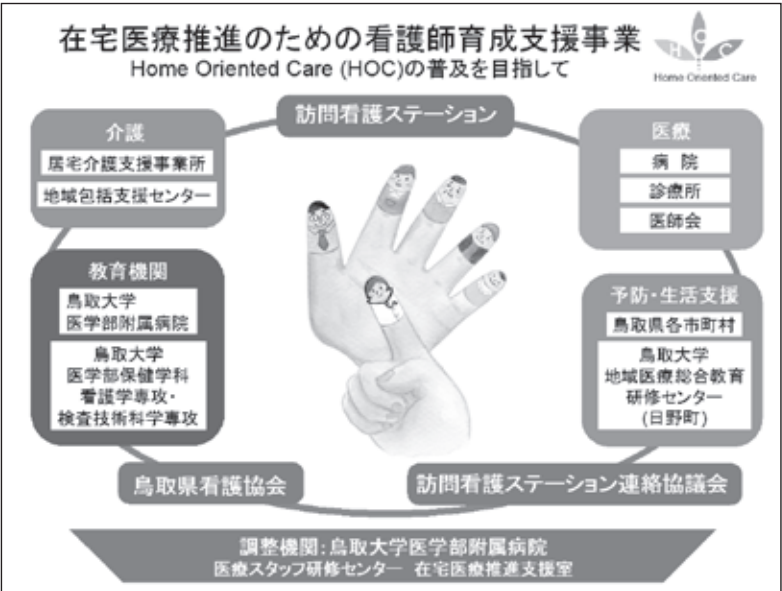 在宅医療推進のための看護師育成支援事業
Home Oriented Care (HOC)の普及を目指して
H O C
Home Oriented Care
訪問看護ステーション
介護
居宅介護支援事業所
地域包括支援センター
医療
病 院
診療所
医師会
教育機関
鳥取大学
医学部附属病院
鳥取大学
医学部保健学科
看護学専攻・
検査技術科学専攻
予防・生活支援
鳥取県各市町村
鳥取大学
地域医療総合教育
研修センター
(日野町)
鳥取県看護協会
訪問看護ステーション連絡協議会
調整機関:鳥取大学医学部附属病院
医療スタッフ研修センター 在宅医療推進支援室